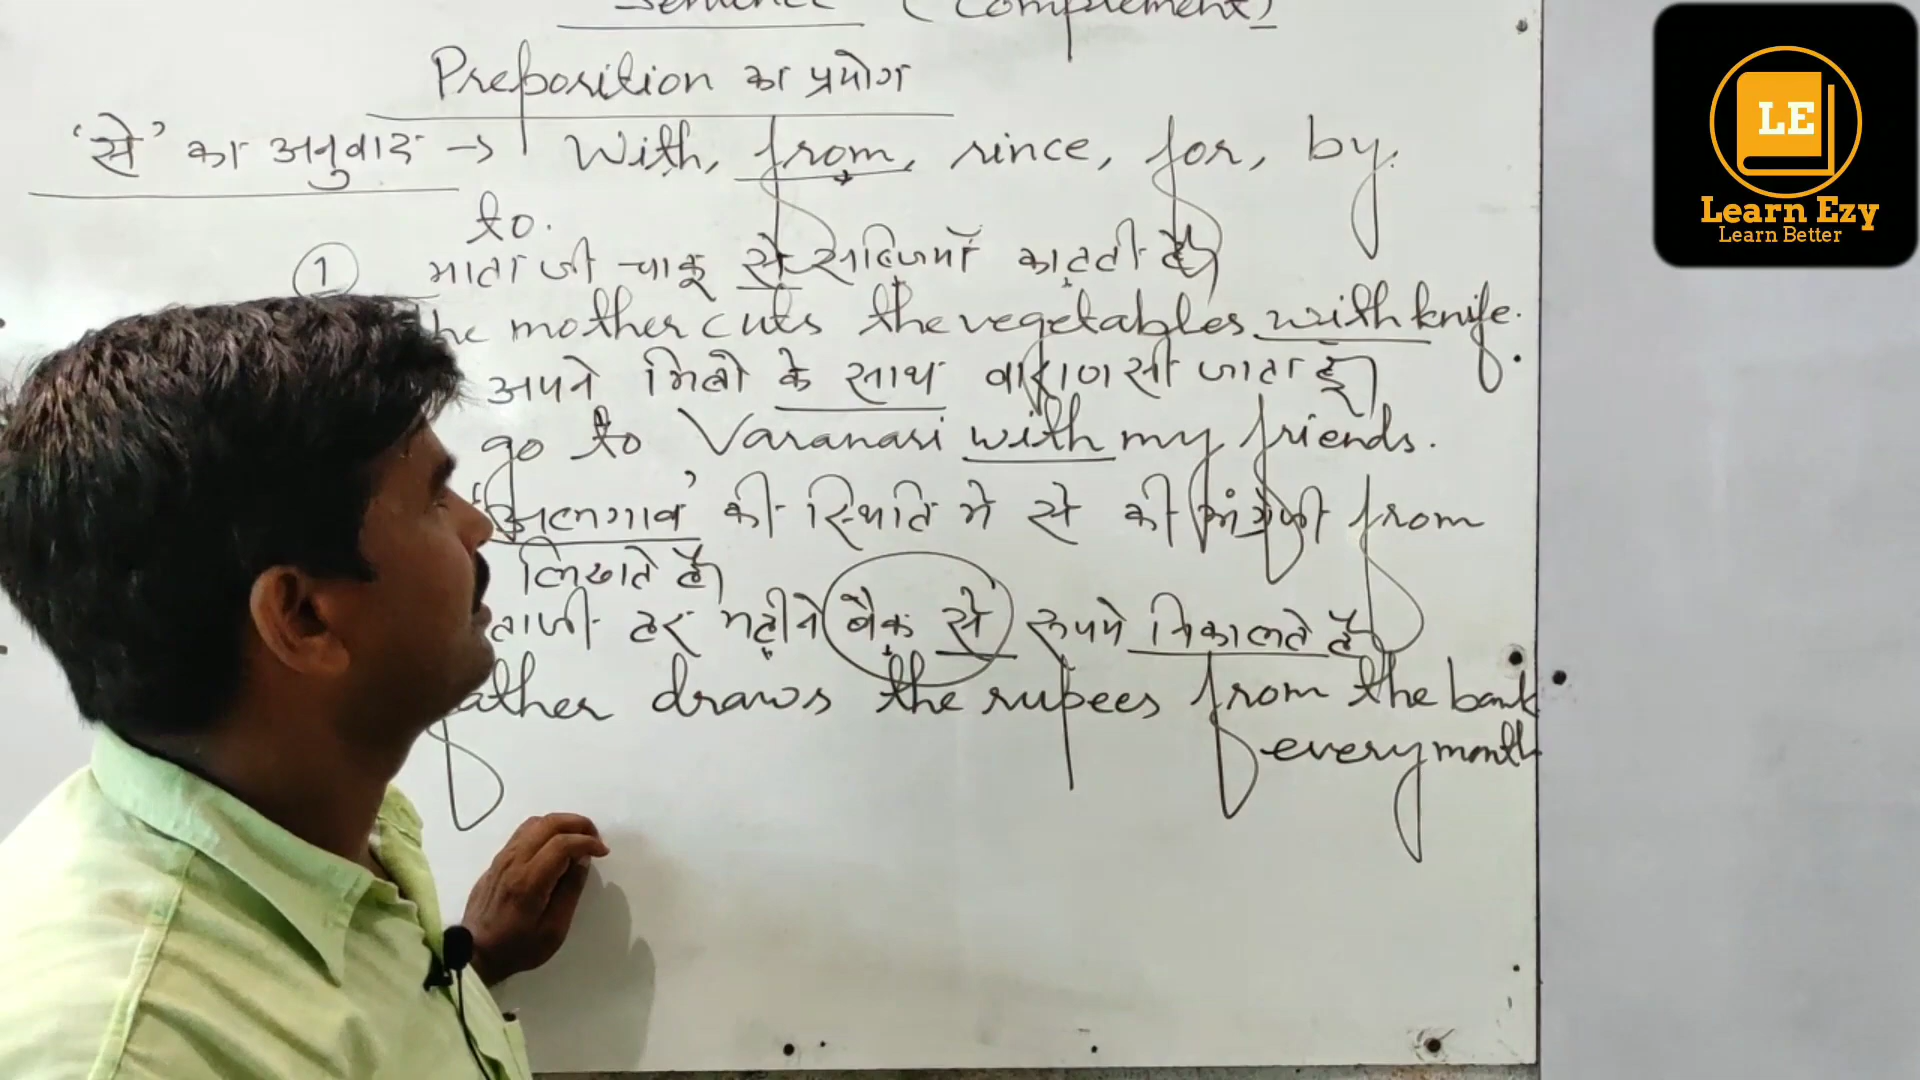 Sentence (Complement)
Preposition का प्रयोग
'से' का अनुवाद → With, from, since, for, by.
to.
① माता जी चाकू से सब्जियाँ काटती हैं।
he mother cuts the vegetables with knife.
अपने मित्रो के साथ वाराणसी जाता हूँ।
go to Varanasi with my friends.
'अलगाव' की स्थिति मे से की अंग्रेजी from
लिखते हैं।
ताजी हर महीने बैंक से रूपये निकालते हैं
father draws the rupees from the bank
every month
LE
Learn Ezy
Learn Better